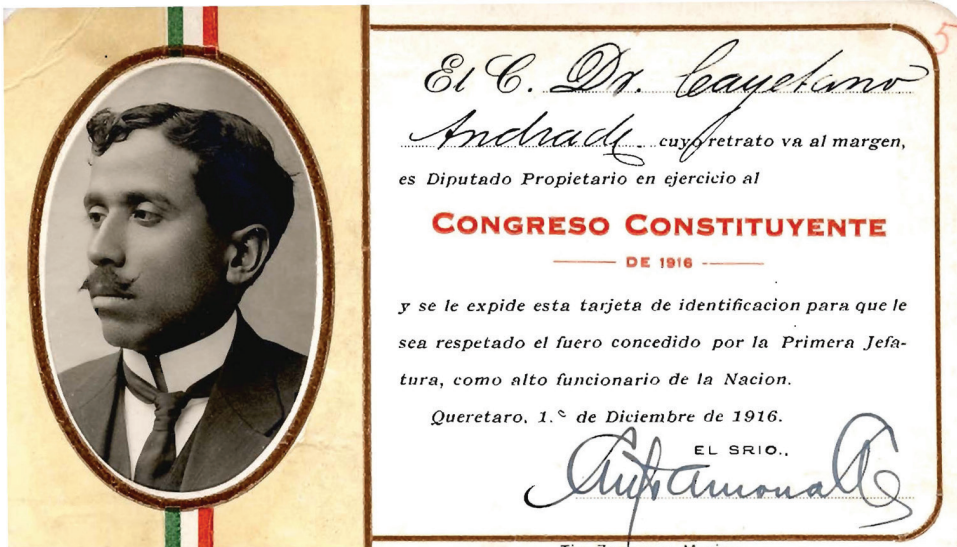 5
El C. Dr. Cayetano
Andrade cuyo retrato va al margen,
es Diputado Propietario en ejercicio al
CONGRESO CONSTITUYENTE
DE 1916
y se le expide esta tarjeta de identificacion para que le
sea respetado el fuero concedido por la Primera Jefa-
tura, como alto funcionario de la Nacion.
Queretaro, 1.º de Diciembre de 1916.
EL SRIO.,